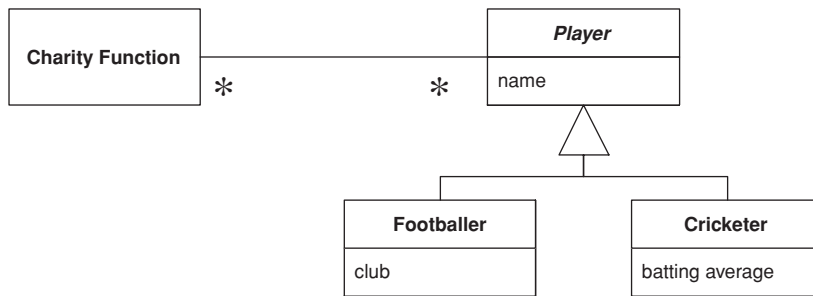 Charity Function
Player
name
*
*
Footballer
club
Cricketer
batting average